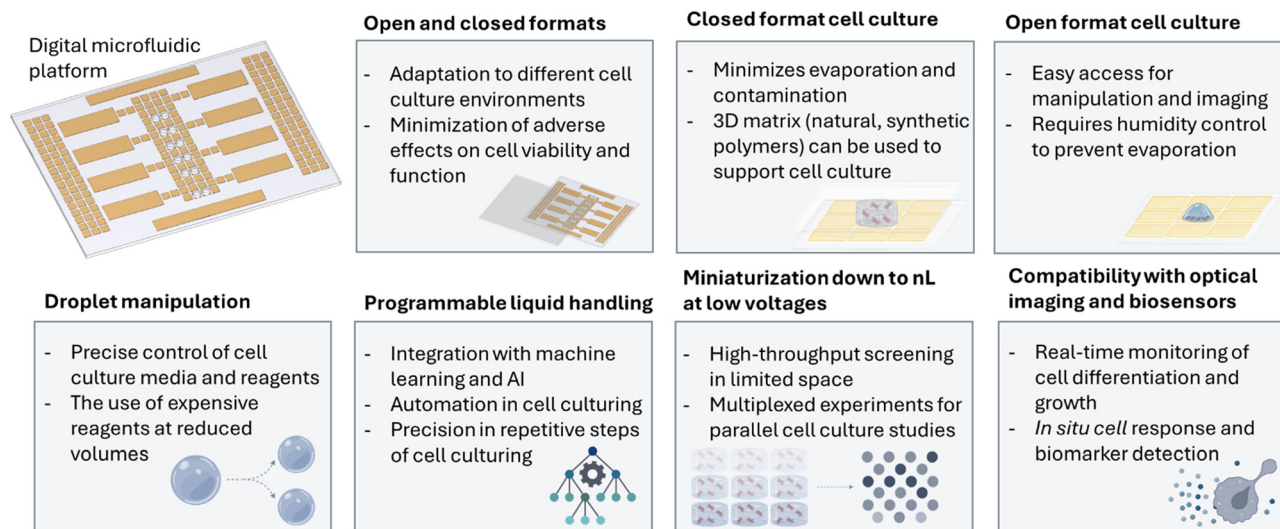 Digital microfluidic
platform
Open and closed formats
- Adaptation to different cell
culture environments
- Minimization of adverse
effects on cell viability and
function
Closed format cell culture
- Minimizes evaporation and
contamination
- 3D matrix (natural, synthetic
polymers) can be used to
support cell culture
Open format cell culture
- Easy access for
manipulation and imaging
- Requires humidity control
to prevent evaporation
Droplet manipulation
- Precise control of cell
culture media and reagents
- The use of expensive
reagents at reduced
volumes
Programmable liquid handling
- Integration with machine
learning and AI
- Automation in cell culturing
- Precision in repetitive steps
of cell culturing
Miniaturization down to nL
at low voltages
- High-throughput screening
in limited space
- Multiplexed experiments for
parallel cell culture studies
Compatibility with optical
imaging and biosensors
- Real-time monitoring of
cell differentiation and
growth
- In situ cell response and
biomarker detection